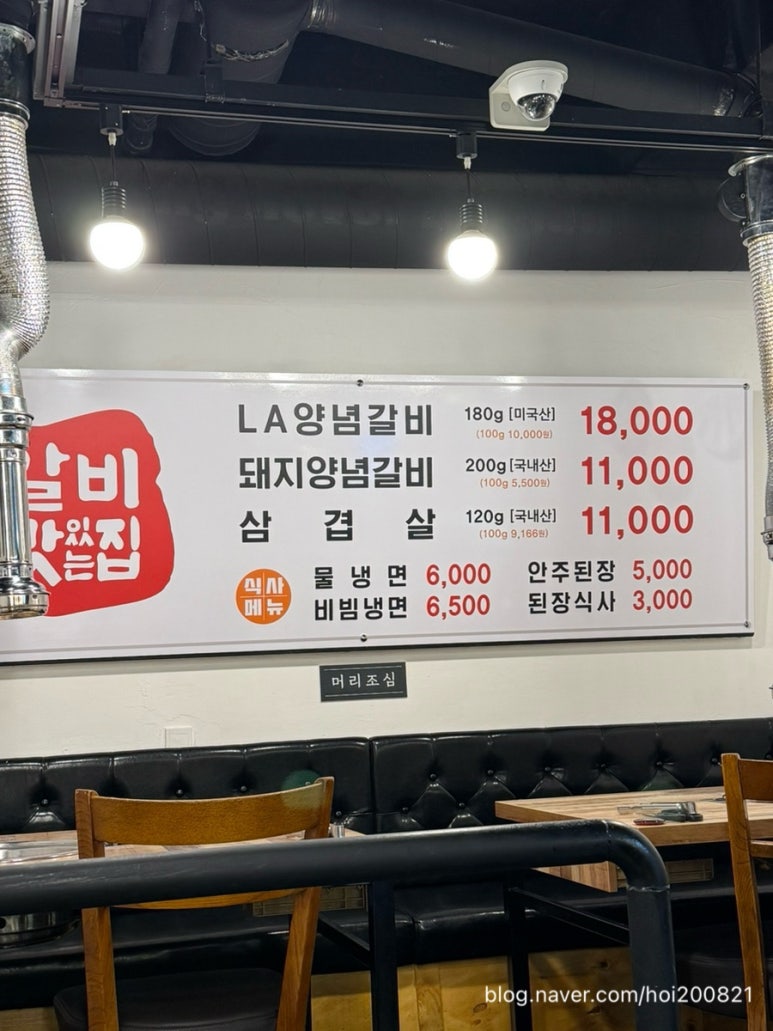 갈비
맛있는집
LA양념갈비 180g [미국산] 18,000
(100g 10,000원)
돼지양념갈비 200g [국내산] 11,000
(100g 5,500원)
삼겹살 120g [국내산] 11,000
(100g 9,166원)
식사메뉴
물냉면 6,000 안주된장 5,000
비빔냉면 6,500 된장식사 3,000
머리조심
blog.naver.com/hoi200821